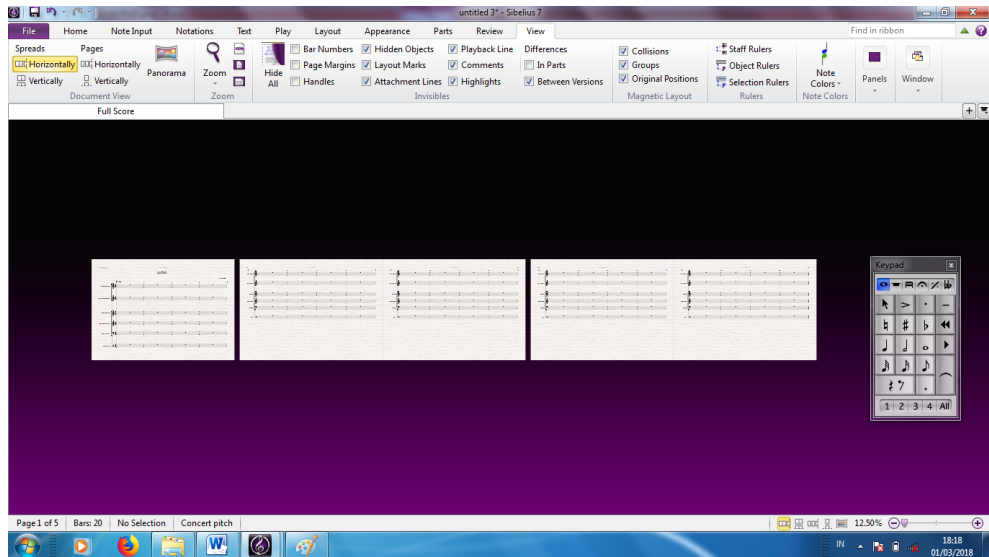 untitled 3* - Sibelius 7
File Home Note Input Notations Text Play Layout Appearance Parts Review View Find in ribbon
Spreads Pages
Horizontally Horizontally
Vertically Vertically
Panorama
Document View
Zoom
Zoom
Hide All
Bar Numbers Hidden Objects Playback Line
Page Margins Layout Marks Comments
Handles Attachment Lines Highlights
Invisibles
Differences
In Parts
Between Versions
Collisions
Groups
Original Positions
Magnetic Layout
Staff Rulers
Object Rulers
Selection Rulers
Rulers
Note Colors
Note Colors
Panels
Window
Full Score
Keypad
1 2 3 4 All
Page 1 of 5 Bars: 20 No Selection Concert pitch 12.50%
IN 18:18
01/03/2018